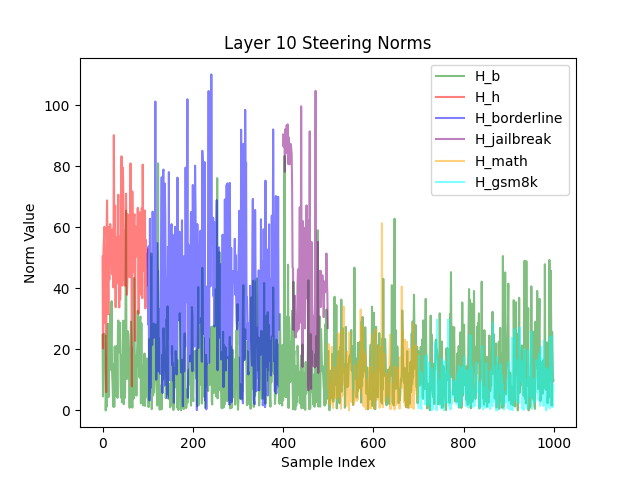 Layer 10 Steering Norms
H_b
H_h
H_borderline
H_jailbreak
H_math
H_gsm8k
Norm Value
100
80
60
40
20
0
0 200 400 600 800 1000
Sample Index